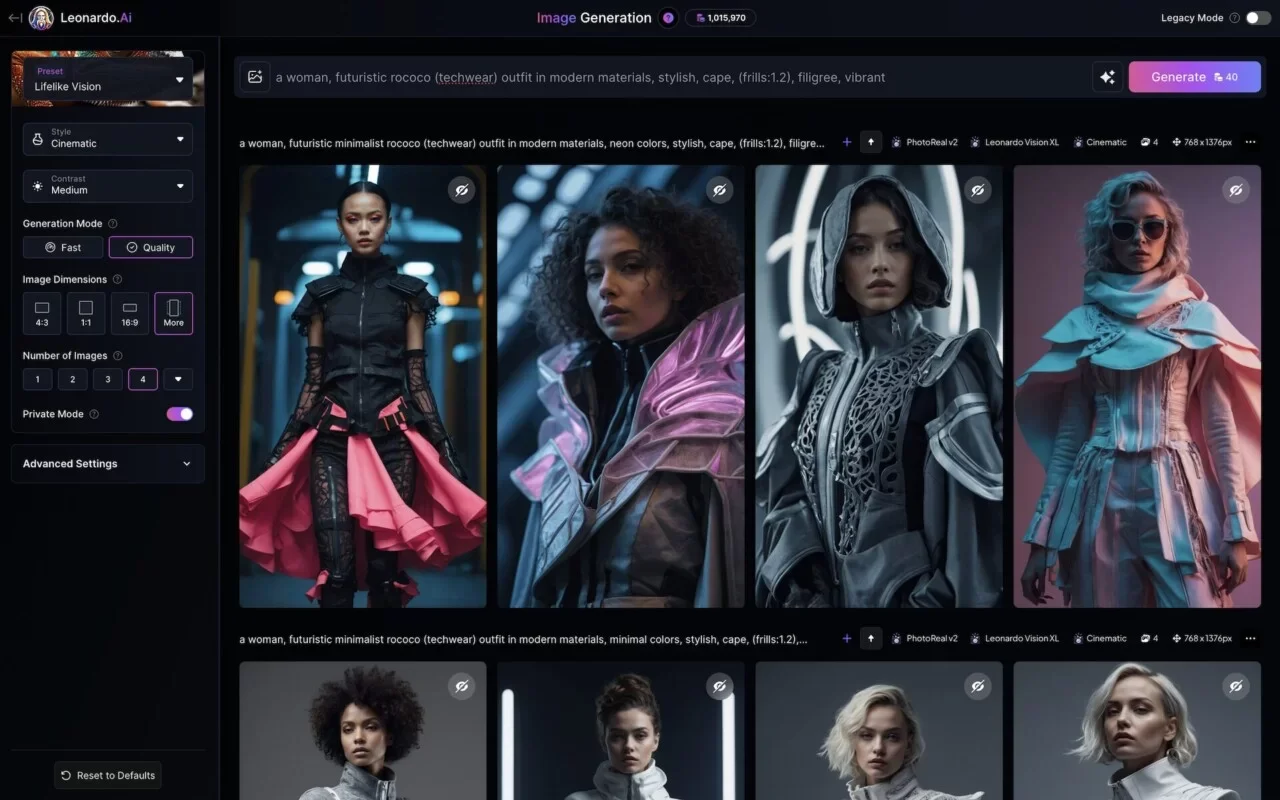 Leonardo.Ai
Image Generation
1,015,970
Legacy Mode
Preset
Lifelike Vision
Style
Cinematic
Contrast
Medium
Generation Mode
Fast
Quality
Image Dimensions
4:3
1:1
16:9
More
Number of Images
1
2
3
4
Private Mode
Advanced Settings
Reset to Defaults
a woman, futuristic rococo (techwear) outfit in modern materials, stylish, cape, (frills:1.2), filigree, vibrant
Generate 40
a woman, futuristic minimalist rococo (techwear) outfit in modern materials, neon colors, stylish, cape, (frills:1.2), filigre...
PhotoReal v2
Leonardo Vision XL
Cinematic
4
768 x 1376px
a woman, futuristic minimalist rococo (techwear) outfit in modern materials, minimal colors, stylish, cape, (frills:1.2),...
PhotoReal v2
Leonardo Vision XL
Cinematic
4
768 x 1376px